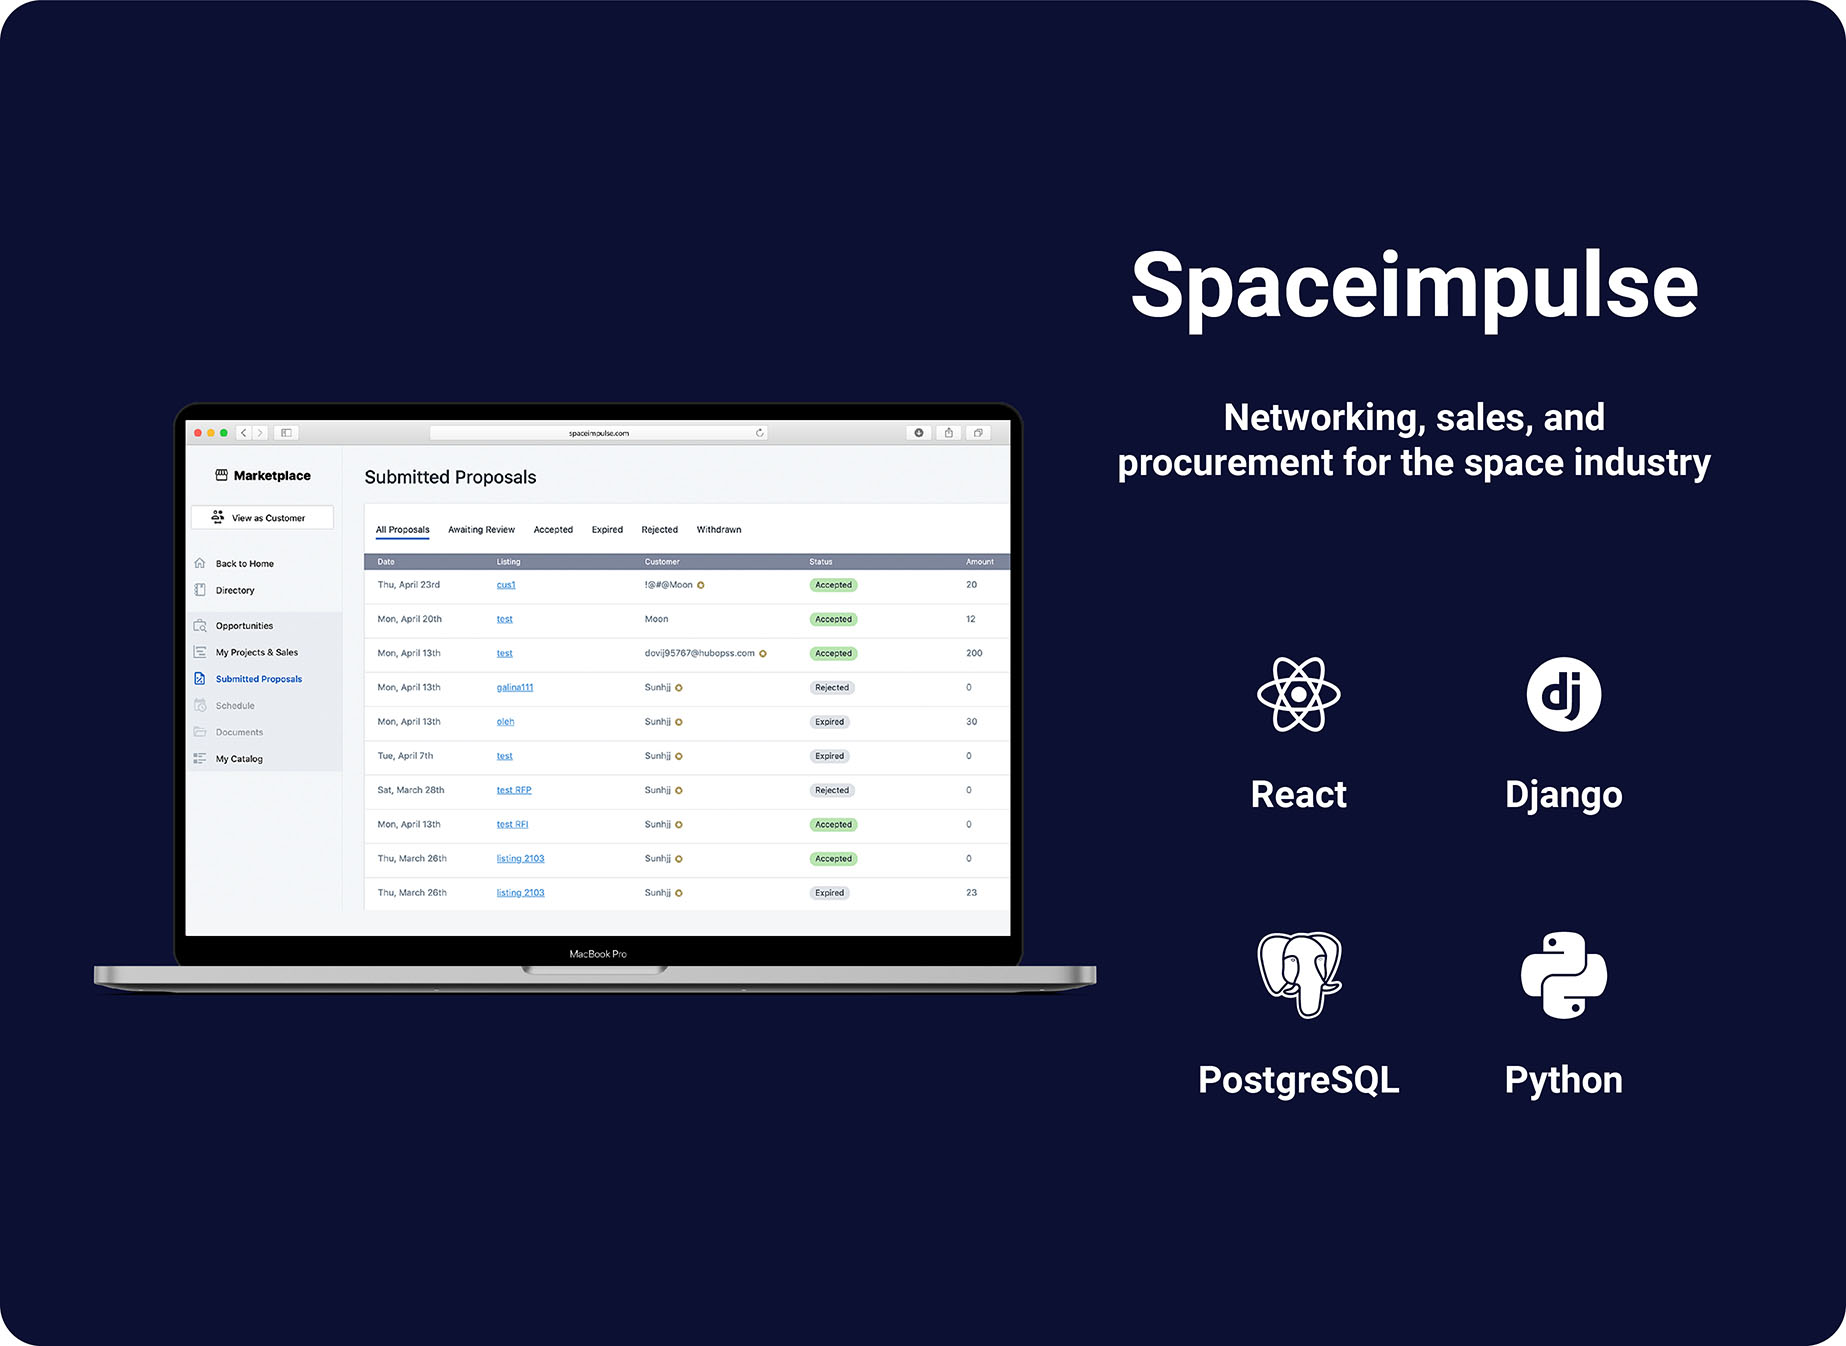 Spaceimpulse
Networking, sales, and
procurement for the space industry
spaceimpulse.com
Marketplace
View as Customer
Back to Home
Directory
Opportunities
My Projects & Sales
Submitted Proposals
Schedule
Documents
My Catalog
Submitted Proposals
All Proposals Awaiting Review Accepted Expired Rejected Withdrawn
Date Listing Customer Status Amount
Thu, April 23rd cus1 !@#@Moon Accepted 20
Mon, April 20th test Moon Accepted 12
Mon, April 13th test dovij95767@hubopss.com Accepted 200
Mon, April 13th galina111 Sunhjj Rejected 0
Mon, April 13th oleh Sunhjj Expired 30
Tue, April 7th test Sunhjj Expired 0
Sat, March 28th test RFP Sunhjj Rejected 0
Mon, April 13th test RFI Sunhjj Accepted 0
Thu, March 26th listing 2103 Sunhjj Accepted 0
Thu, March 26th listing 2103 Sunhjj Expired 23
MacBook Pro
dj
React Django
PostgreSQL Python